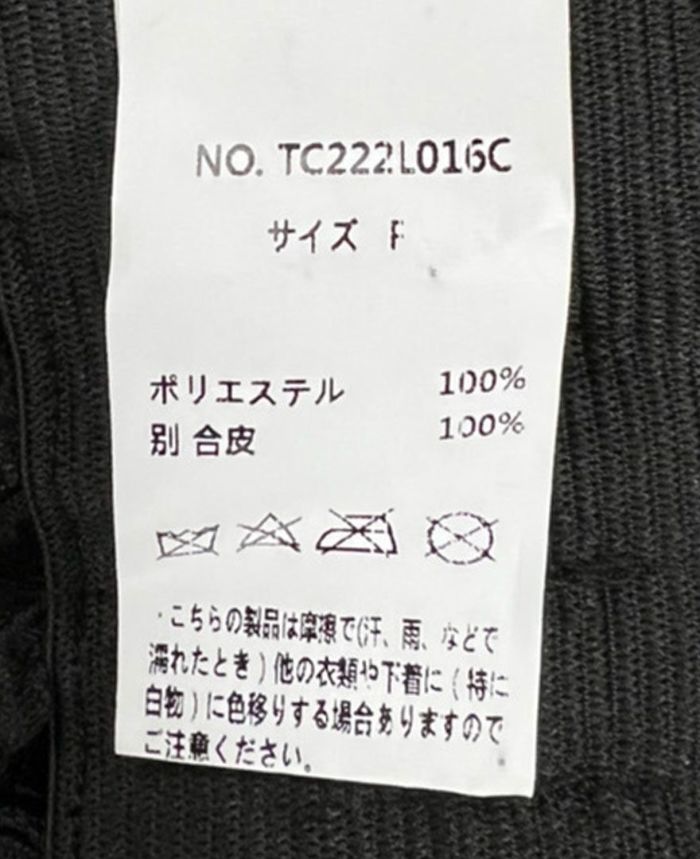 NO. TC222L016C
サイズ F
ポリエステル 100%
別 合皮 100%
・こちらの製品は摩擦で(汗、雨、などで
濡れたとき)他の衣類や下着に(特に
白物)に色移りする場合ありますので
ご注意ください。